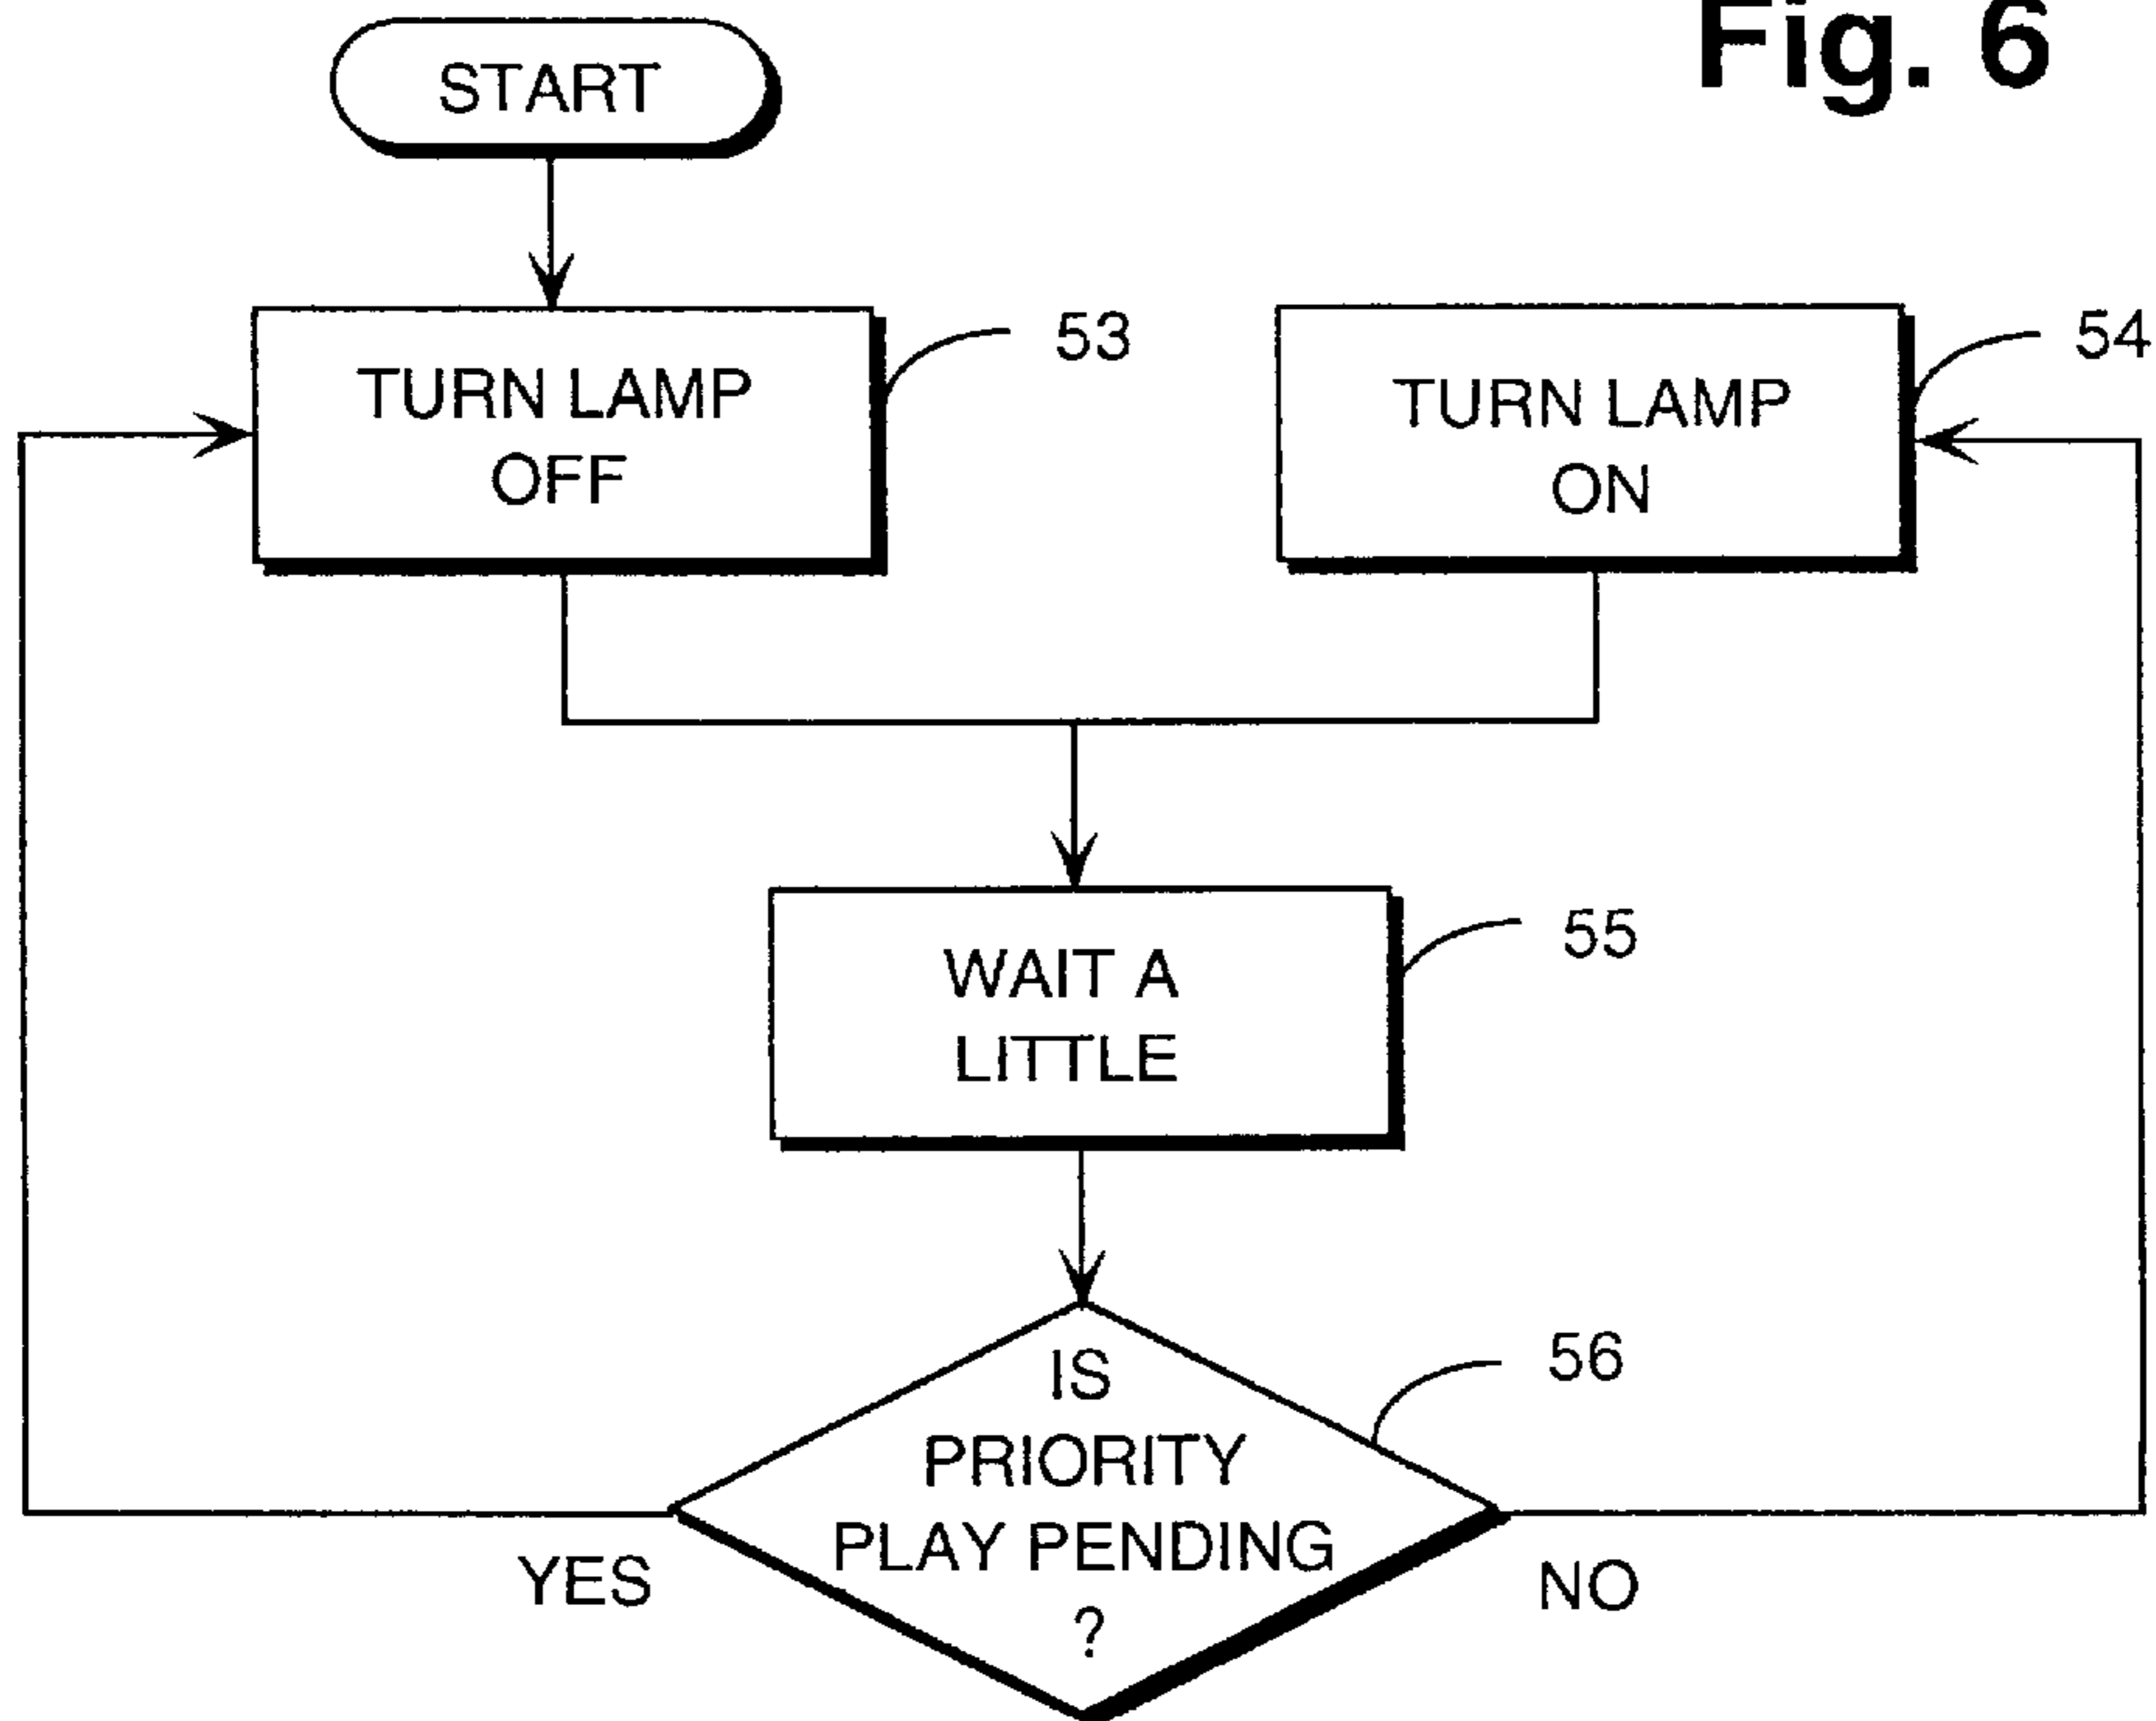 Fig. 6
START
TURN LAMP
OFF
53
TURN LAMP
ON
54
WAIT A
LITTLE
55
IS
PRIORITY
PLAY PENDING
?
56
YES
NO